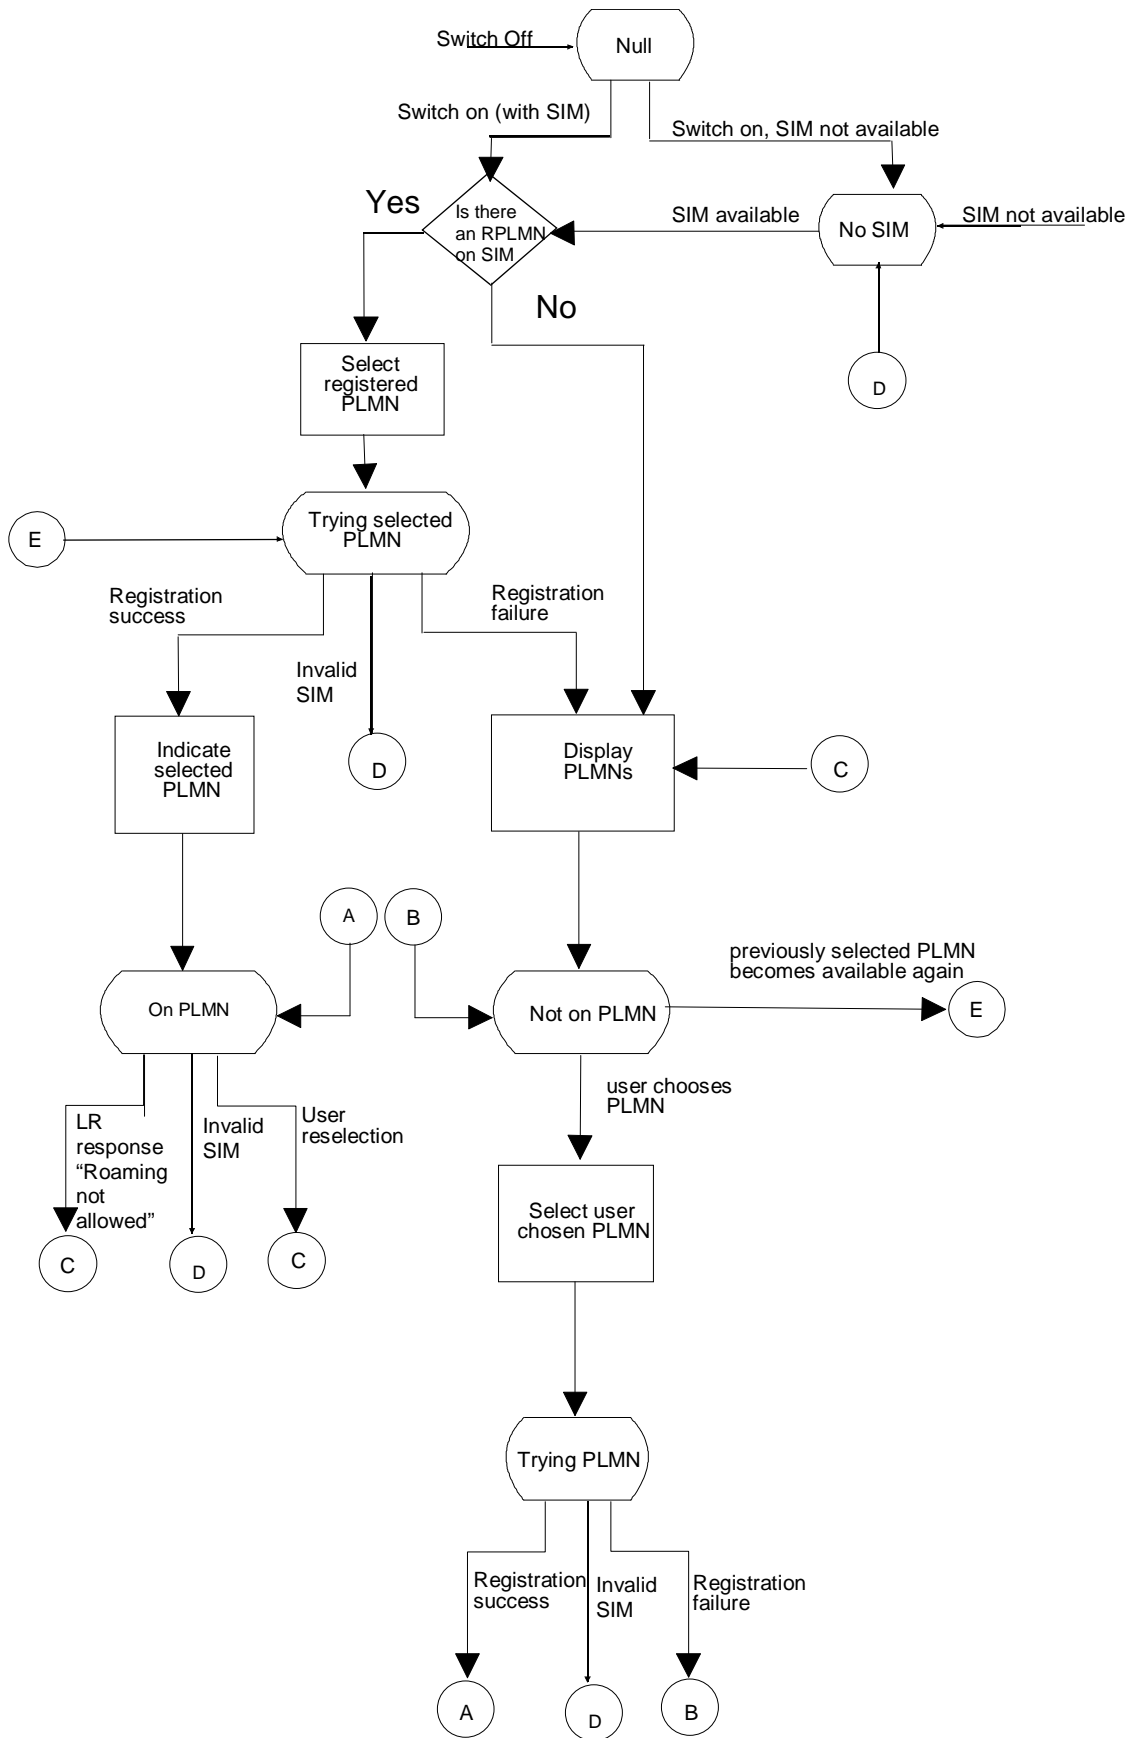 Switch Off
Null
Switch on (with SIM)
Switch on, SIM not available
Yes
Is there
an RPLMN
on SIM
SIM available
No SIM
SIM not available
No
Select
registered
PLMN
D
Trying selected
PLMN
E
Registration
success
Registration
failure
Invalid
SIM
Indicate
selected
PLMN
D
Display
PLMNs
C
A
B
previously selected PLMN
becomes available again
On PLMN
Not on PLMN
E
user chooses
PLMN
LR
response
“Roaming
not
allowed”
Invalid
SIM
User
reselection
C
D
C
Select user
chosen PLMN
Trying PLMN
Registration
success
Invalid
SIM
Registration
failure
A
D
B